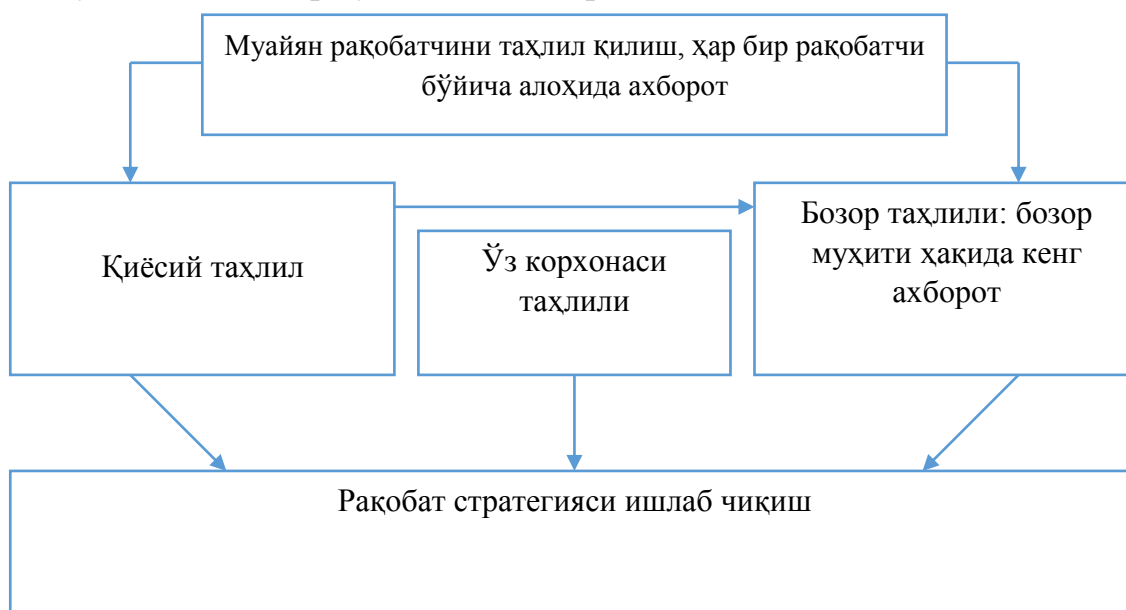 Муайян рақобатчини таҳлил қилиш, ҳар бир рақобатчи
бўйича алоҳида ахборот
Қиёсий таҳлил
Ўз корхонаси
таҳлили
Бозор таҳлили: бозор
муҳити ҳақида кенг
ахборот
Рақобат стратегияси ишлаб чиқиш